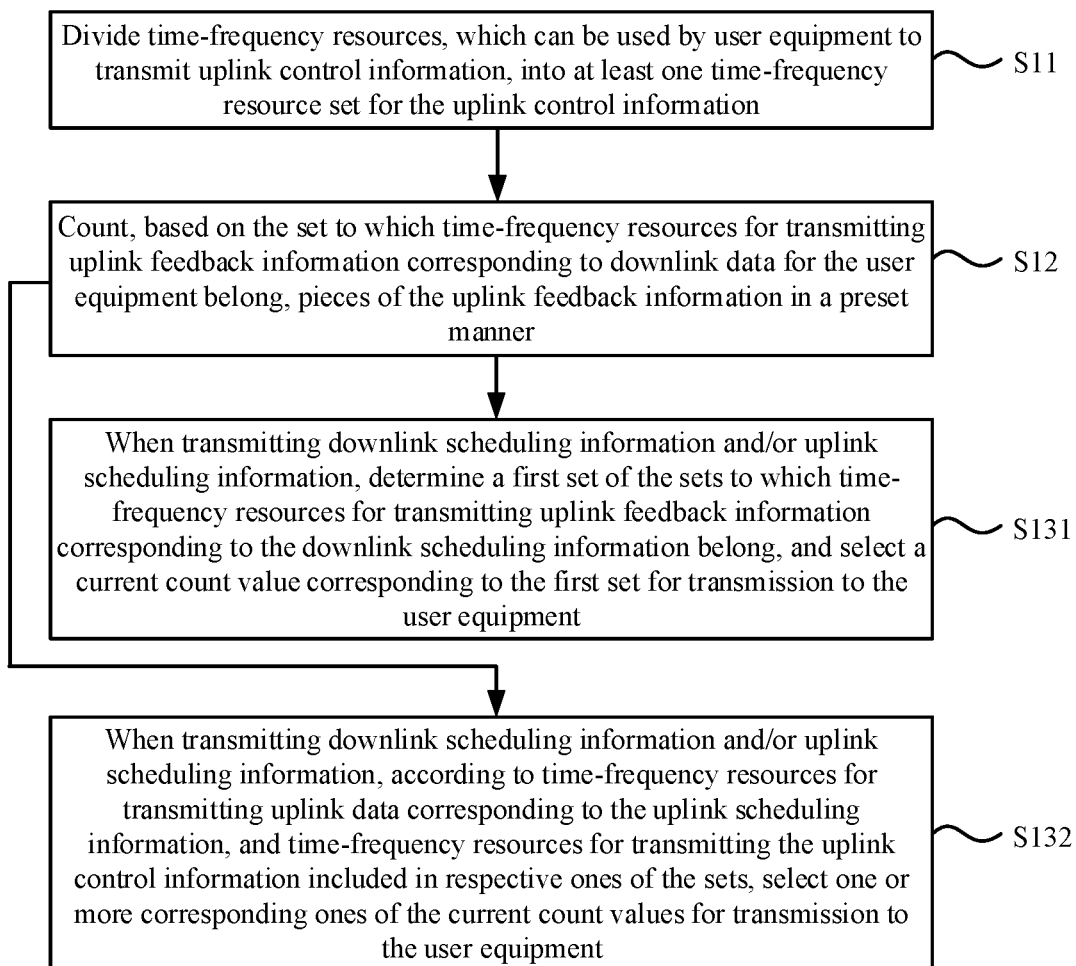 Divide time-frequency resources, which can be used by user equipment to
transmit uplink control information, into at least one time-frequency
resource set for the uplink control information
S11
Count, based on the set to which time-frequency resources for transmitting
uplink feedback information corresponding to downlink data for the user
equipment belong, pieces of the uplink feedback information in a preset
manner
S12
When transmitting downlink scheduling information and/or uplink
scheduling information, determine a first set of the sets to which time-
frequency resources for transmitting uplink feedback information
corresponding to the downlink scheduling information belong, and select a
current count value corresponding to the first set for transmission to the
user equipment
S131
When transmitting downlink scheduling information and/or uplink
scheduling information, according to time-frequency resources for
transmitting uplink data corresponding to the uplink scheduling
information, and time-frequency resources for transmitting the uplink
control information included in respective ones of the sets, select one or
more corresponding ones of the current count values for transmission to
the user equipment
S132